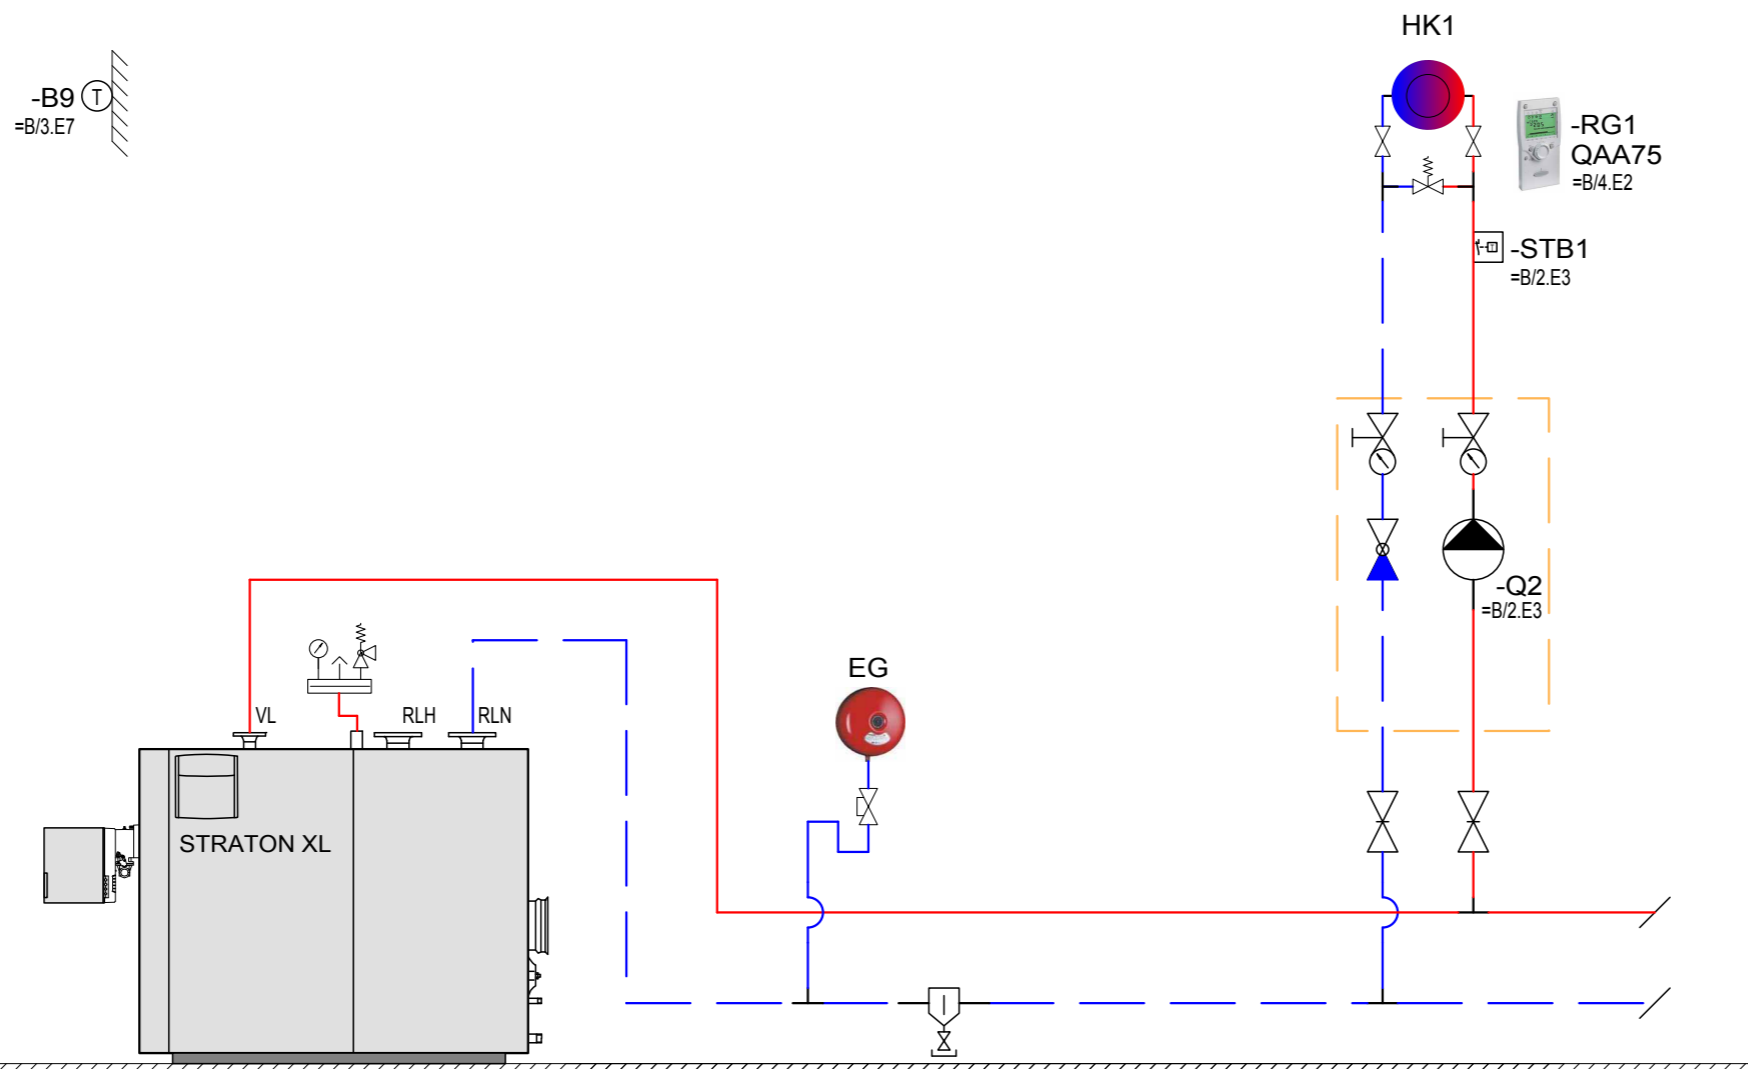 HK1
-B9
=B/3.E7
T
-RG1
QAA75
=B/4.E2
-STB1
=B/2.E3
-Q2
=B/2.E3
EG
VL
RLH
RLN
STRATON XL